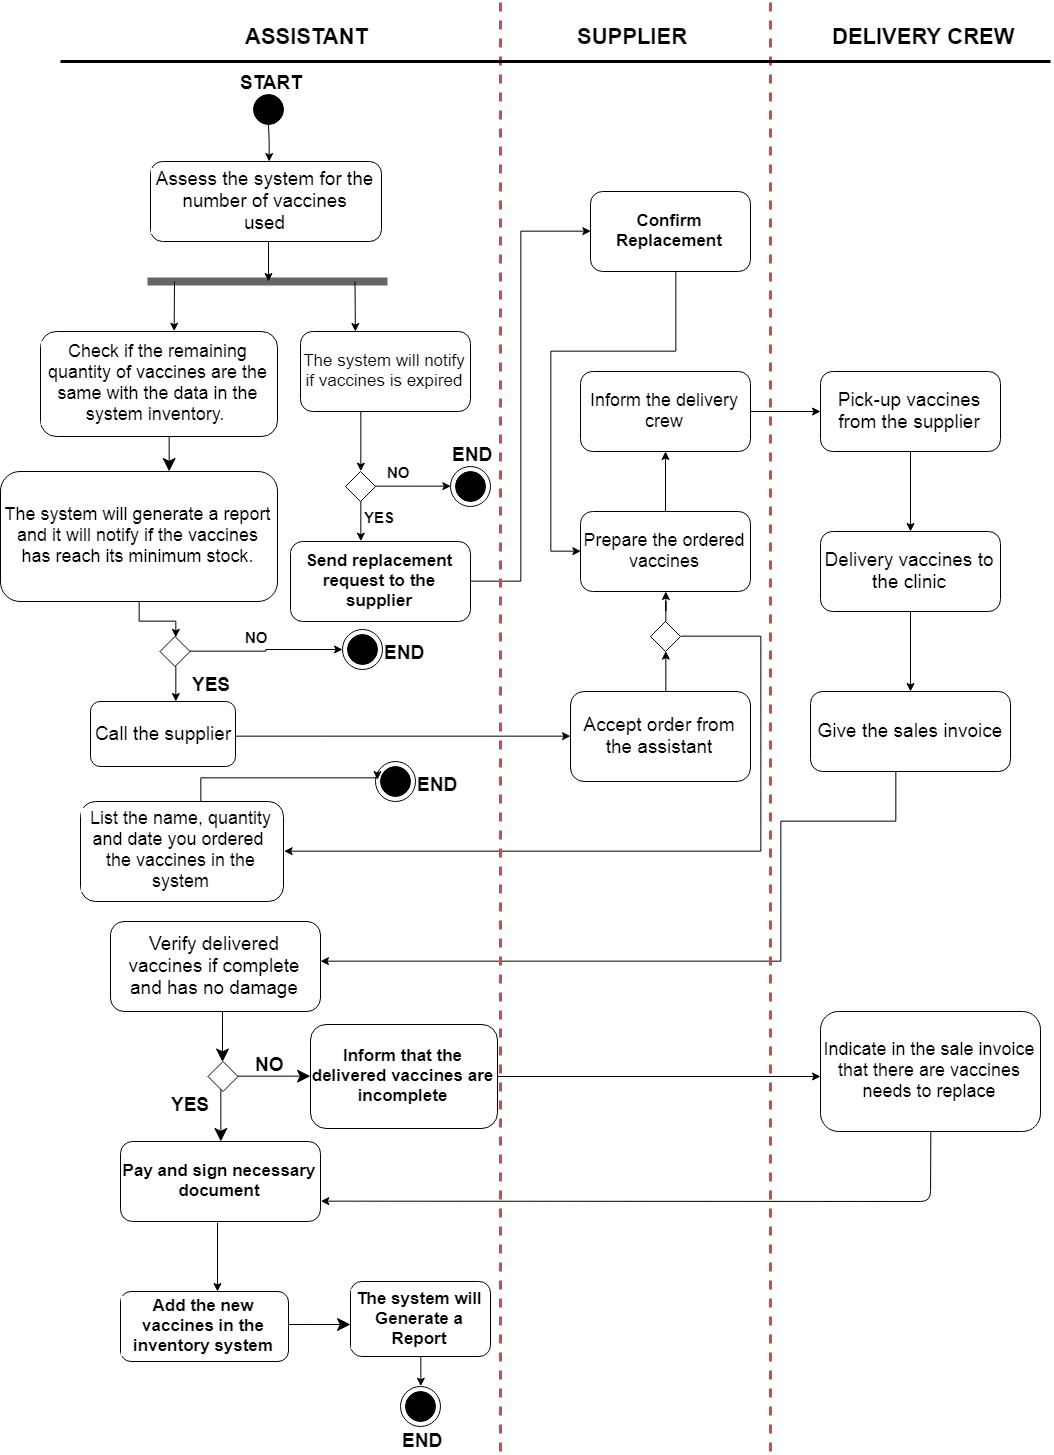 ASSISTANT
SUPPLIER
DELIVERY CREW
START
Assess the system for the
number of vaccines
used
Confirm
Replacement
Check if the remaining
quantity of vaccines are the
same with the data in the
system inventory.
The system will notify
if vaccines is expired
Inform the delivery
crew
Pick-up vaccines
from the supplier
NO
END
YES
The system will generate a report
and it will notify if the vaccines
has reach its minimum stock.
Send replacement
request to the
supplier
Prepare the ordered
vaccines
Delivery vaccines to
the clinic
NO
END
YES
Call the supplier
Accept order from
the assistant
Give the sales invoice
END
List the name, quantity
and date you ordered
the vaccines in the
system
Verify delivered
vaccines if complete
and has no damage
NO
YES
Inform that the
delivered vaccines are
incomplete
Indicate in the sale invoice
that there are vaccines
needs to replace
Pay and sign necessary
document
Add the new
vaccines in the
inventory system
The system will
Generate a
Report
END